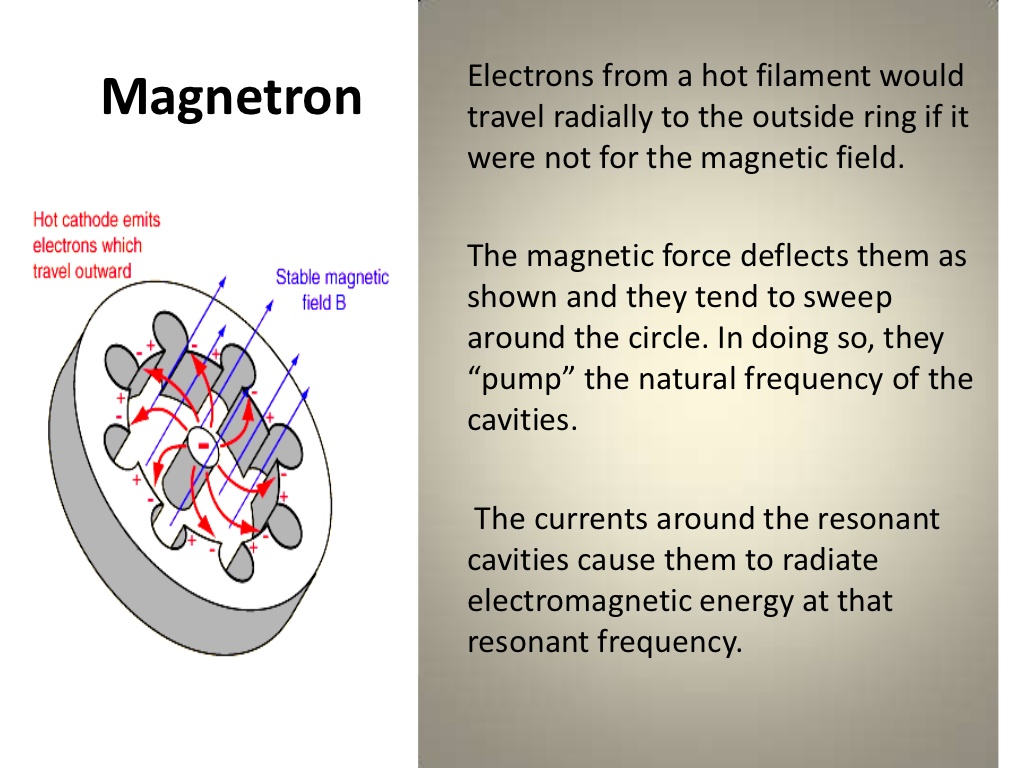 Magnetron
Hot cathode emits
electrons which
travel outward
Stable magnetic
field B
Electrons from a hot filament would
travel radially to the outside ring if it
were not for the magnetic field.
The magnetic force deflects them as
shown and they tend to sweep
around the circle. In doing so, they
“pump” the natural frequency of the
cavities.
The currents around the resonant
cavities cause them to radiate
electromagnetic energy at that
resonant frequency.